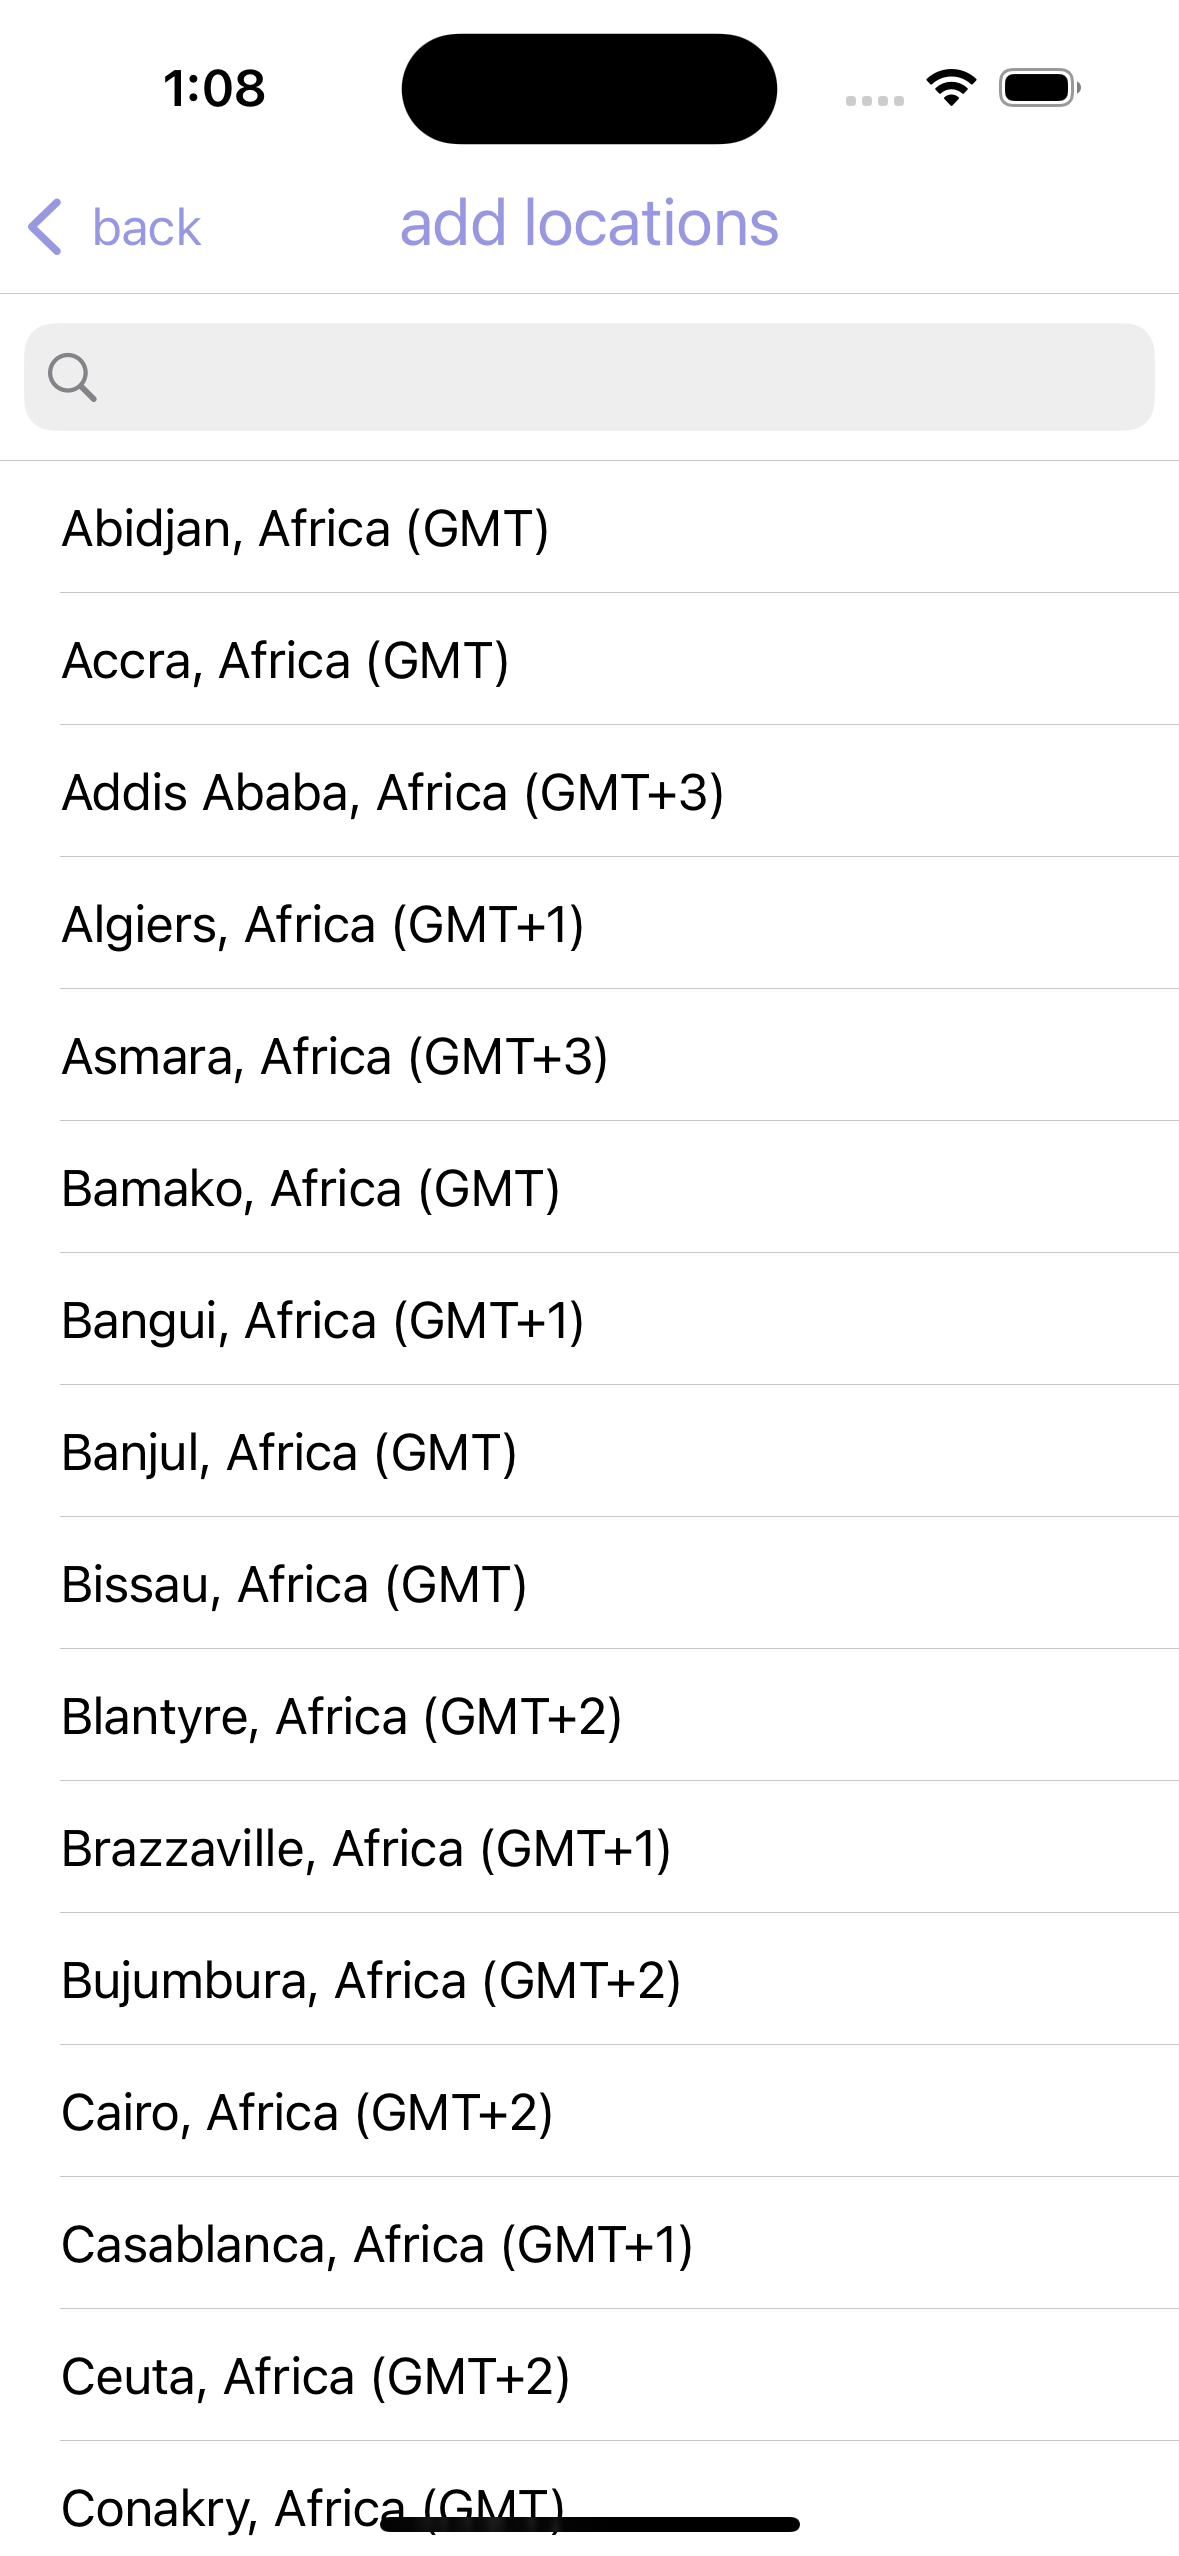 1:08
back
add locations
Abidjan, Africa (GMT)
Accra, Africa (GMT)
Addis Ababa, Africa (GMT+3)
Algiers, Africa (GMT+1)
Asmara, Africa (GMT+3)
Bamako, Africa (GMT)
Bangui, Africa (GMT+1)
Banjul, Africa (GMT)
Bissau, Africa (GMT)
Blantyre, Africa (GMT+2)
Brazzaville, Africa (GMT+1)
Bujumbura, Africa (GMT+2)
Cairo, Africa (GMT+2)
Casablanca, Africa (GMT+1)
Ceuta, Africa (GMT+2)
Conakry, Africa (GMT)